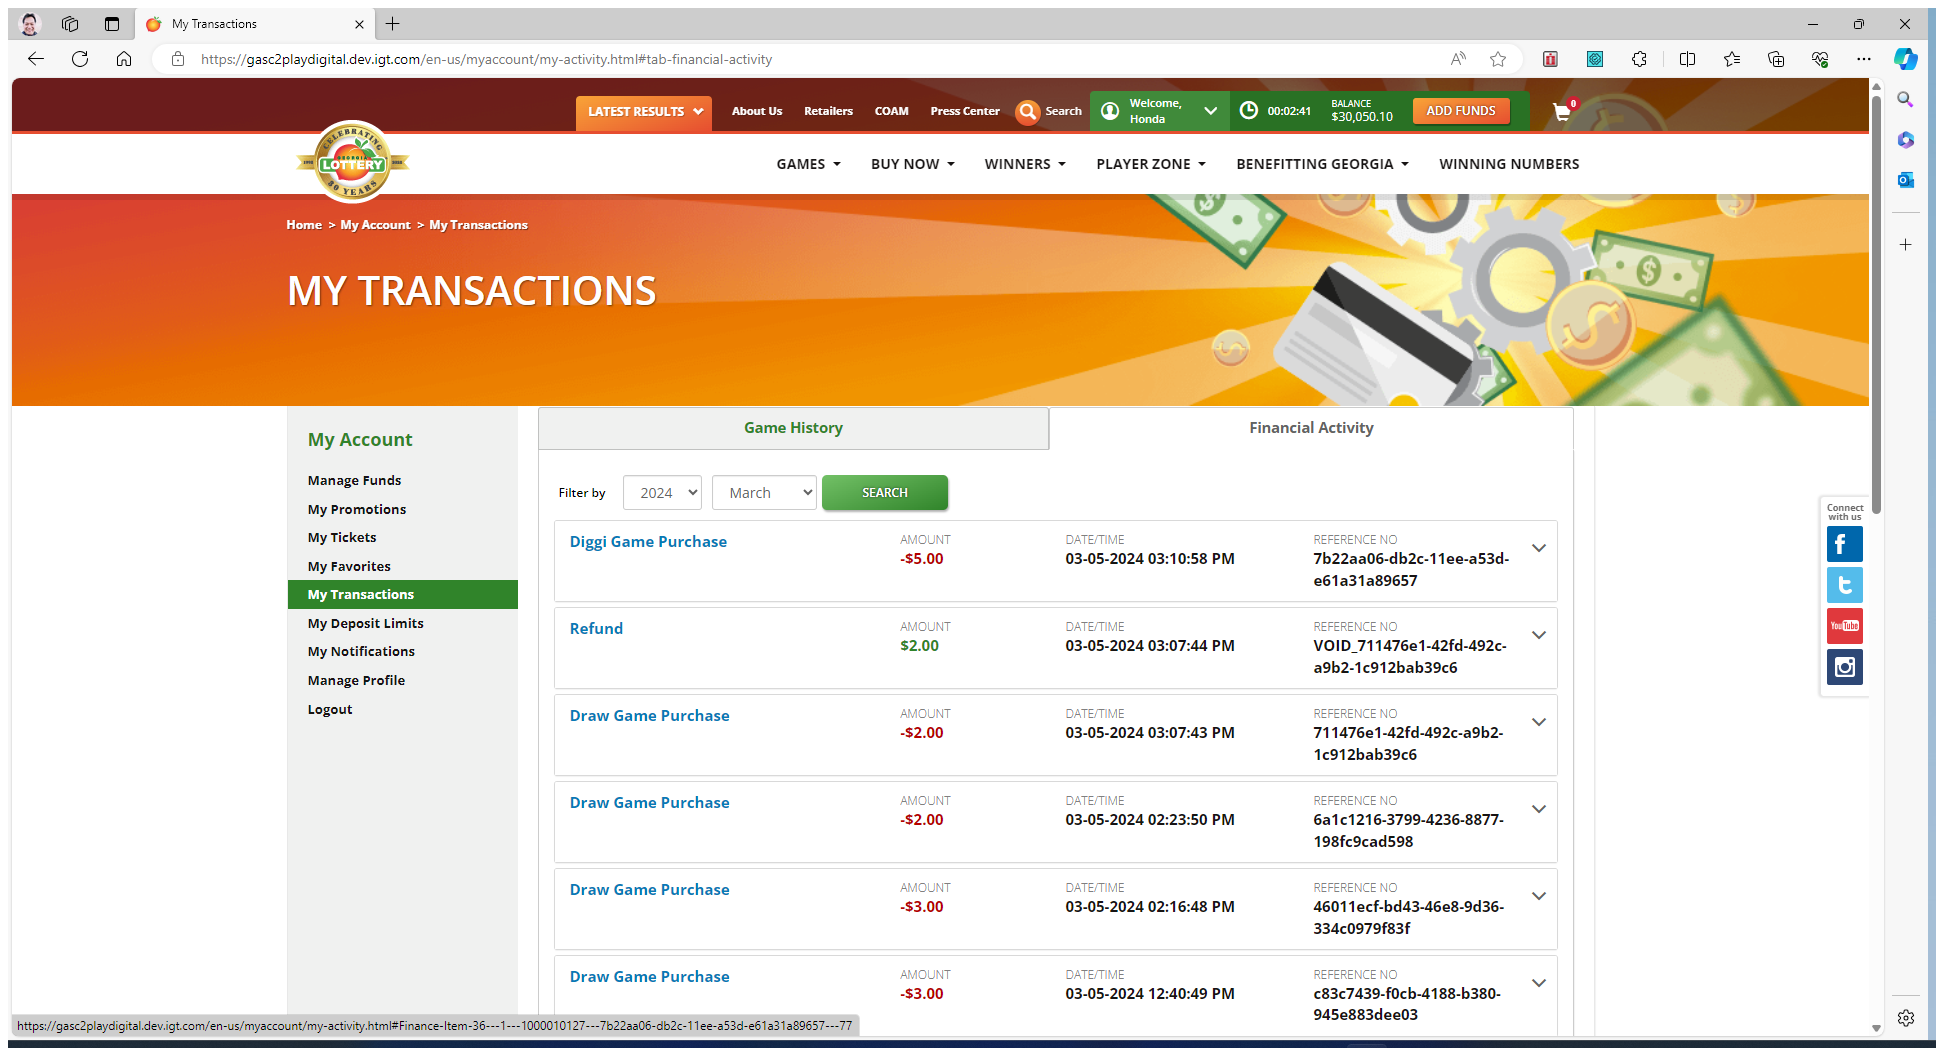 My Transactions
https://gasc2playdigital.dev.igt.com/en-us/myaccount/my-activity.html#tab-financial-activity
LATEST RESULTS
About Us
Retailers
COAM
Press Center
Search
Welcome,
Honda
00:02:41
BALANCE
$30,050.10
ADD FUNDS
0
CELEBRATING
GEORGIA
LOTTERY
30 YEARS
GAMES
BUY NOW
WINNERS
PLAYER ZONE
BENEFITTING GEORGIA
WINNING NUMBERS
Home > My Account > My Transactions
MY TRANSACTIONS
My Account
Manage Funds
My Promotions
My Tickets
My Favorites
My Transactions
My Deposit Limits
My Notifications
Manage Profile
Logout
Game History
Financial Activity
Filter by
2024
March
SEARCH
Diggi Game Purchase
AMOUNT
-$5.00
DATE/TIME
03-05-2024 03:10:58 PM
REFERENCE NO
7b22aa06-db2c-11ee-a53d-
e61a31a89657
Refund
AMOUNT
$2.00
DATE/TIME
03-05-2024 03:07:44 PM
REFERENCE NO
VOID_711476e1-42fd-492c-
a9b2-1c912bab39c6
Draw Game Purchase
AMOUNT
-$2.00
DATE/TIME
03-05-2024 03:07:43 PM
REFERENCE NO
711476e1-42fd-492c-a9b2-
1c912bab39c6
Draw Game Purchase
AMOUNT
-$2.00
DATE/TIME
03-05-2024 02:23:50 PM
REFERENCE NO
6a1c1216-3799-4236-8877-
198fc9cad598
Draw Game Purchase
AMOUNT
-$3.00
DATE/TIME
03-05-2024 02:16:48 PM
REFERENCE NO
46011ecf-bd43-46e8-9d36-
334c0979f83f
Draw Game Purchase
AMOUNT
-$3.00
DATE/TIME
03-05-2024 12:40:49 PM
REFERENCE NO
c83c7439-f0cb-4188-b380-
945e883dee03
Connect
with us
You Tube
https://gasc2playdigital.dev.igt.com/en-us/myaccount/my-activity.html#Finance-Item-36---1---1000010127---7b22aa06-db2c-11ee-a53d-e61a31a89657---77